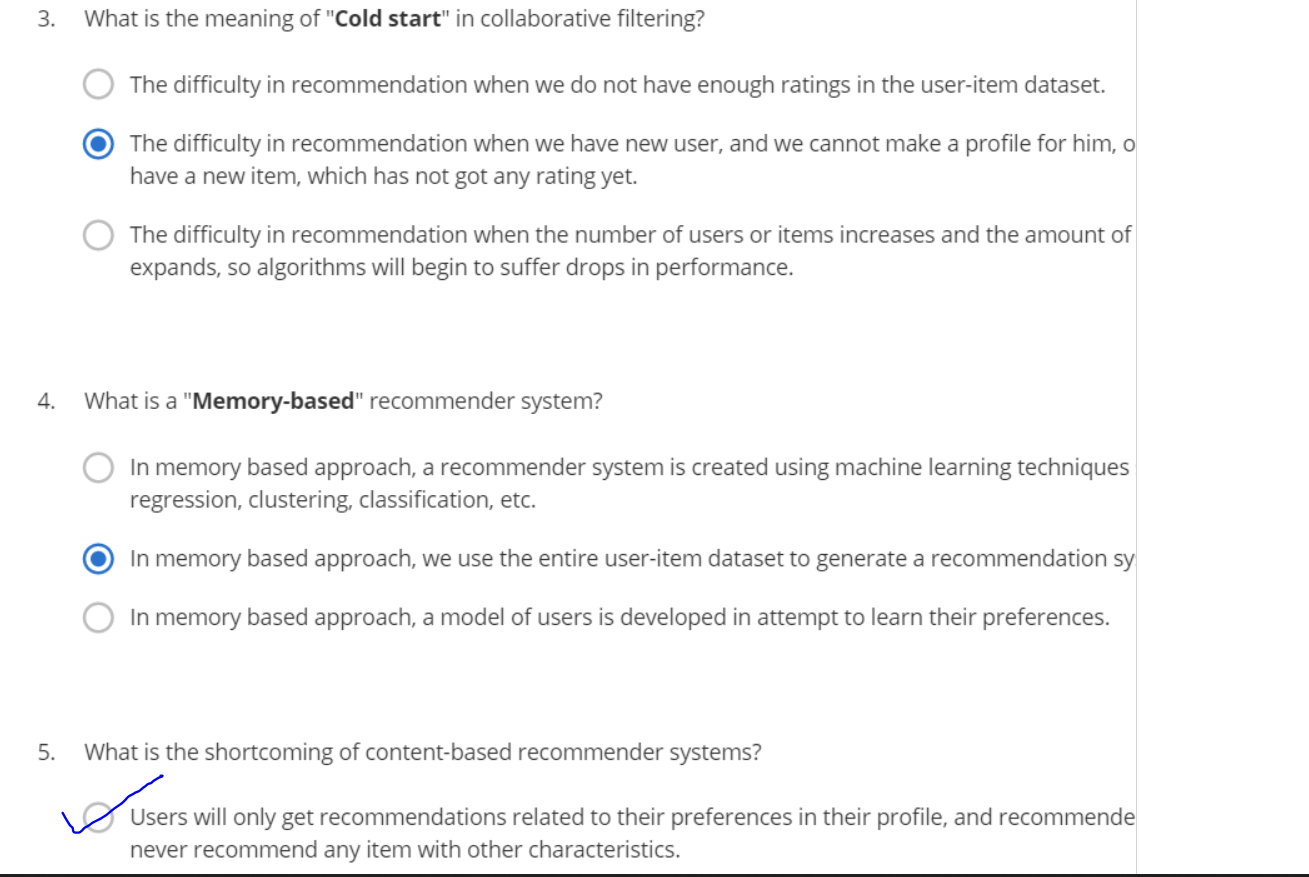 3. What is the meaning of "Cold start" in collaborative filtering?
The difficulty in recommendation when we do not have enough ratings in the user-item dataset.
The difficulty in recommendation when we have new user, and we cannot make a profile for him, o
have a new item, which has not got any rating yet.
The difficulty in recommendation when the number of users or items increases and the amount of
expands, so algorithms will begin to suffer drops in performance.
4. What is a "Memory-based" recommender system?
In memory based approach, a recommender system is created using machine learning techniques
regression, clustering, classification, etc.
In memory based approach, we use the entire user-item dataset to generate a recommendation sy
In memory based approach, a model of users is developed in attempt to learn their preferences.
5. What is the shortcoming of content-based recommender systems?
Users will only get recommendations related to their preferences in their profile, and recommende
never recommend any item with other characteristics.